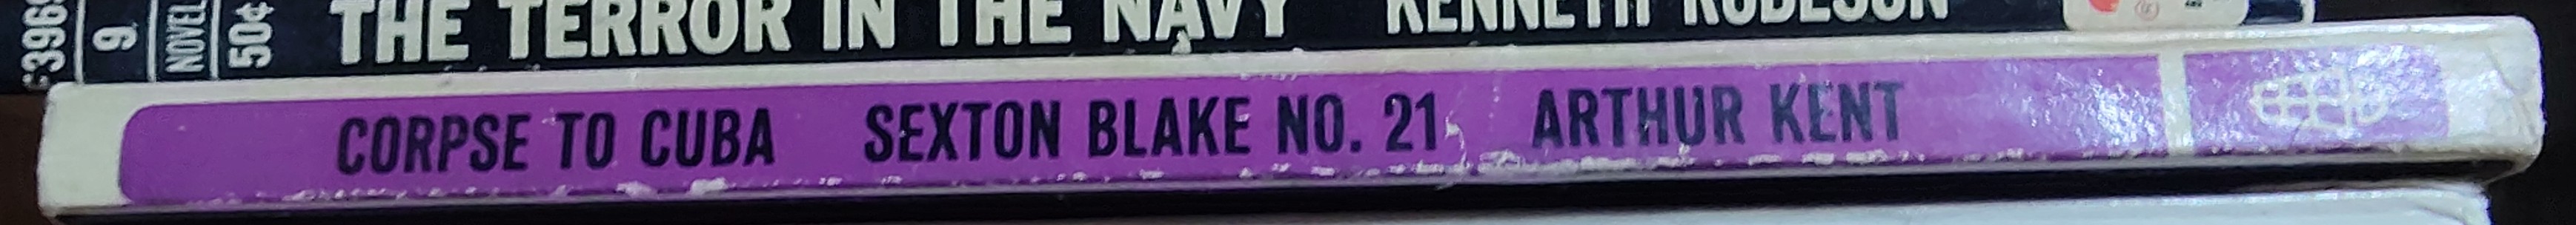 F396
9
NOVEL
50¢
THE TERROR IN THE NAVY KENNETH ROBESON
CORPSE TO CUBA SEXTON BLAKE NO. 21 ARTHUR KENT